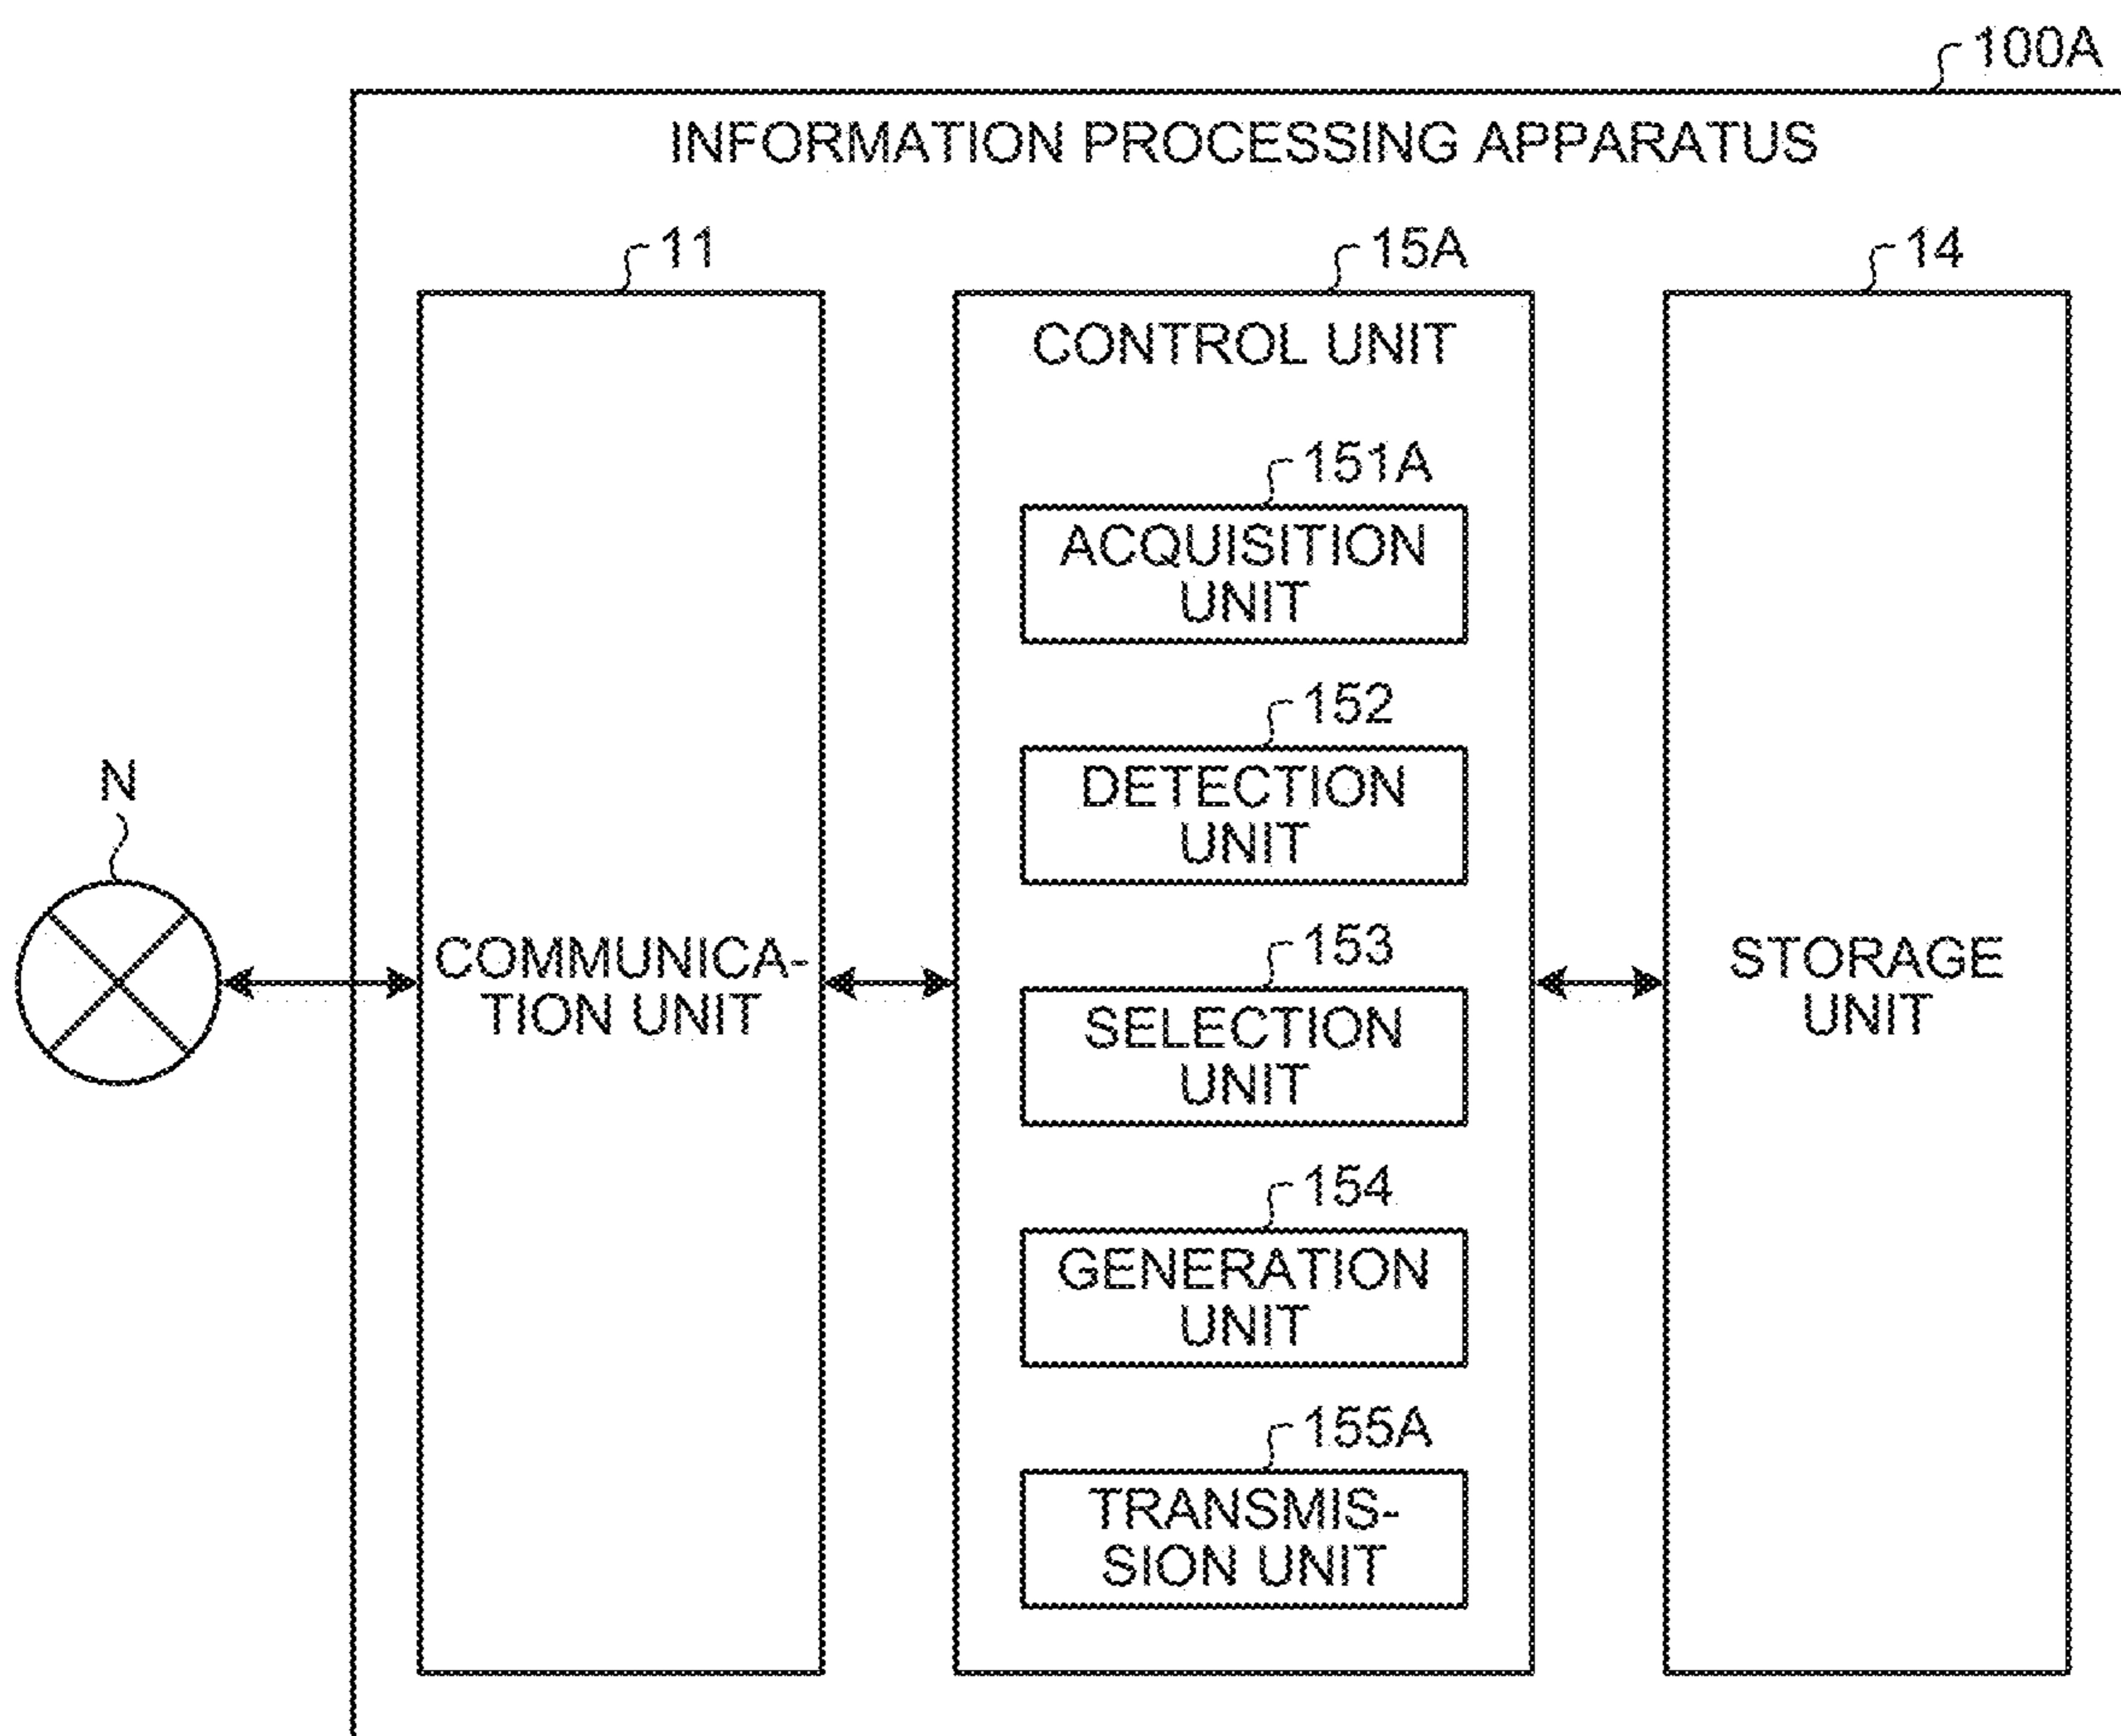 100A
INFORMATION PROCESSING APPARATUS
11
15A
14
CONTROL UNIT
151A
ACQUISITION
UNIT
152
DETECTION
UNIT
N
153
COMMUNICA-
TION UNIT
SELECTION
UNIT
STORAGE
UNIT
154
GENERATION
UNIT
155A
TRANSMIS-
SION UNIT